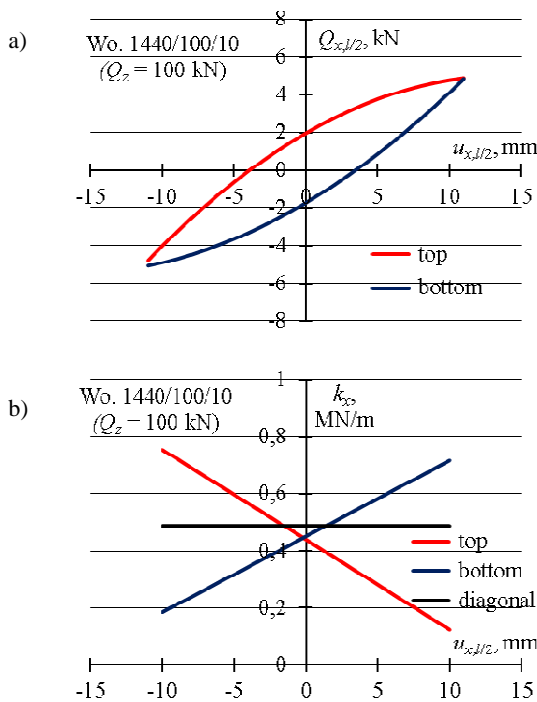 a)
Wo. 1440/100/10
(Qz = 100 kN)
Qx,l/2, kN
8
6
4
2
0
-2
-4
-6
-8
ux,l/2, mm
-15 -10 -5 0 5 10 15
top
bottom
b)
Wo. 1440/100/10
(Qz = 100 kN)
kx,
MN/m
1
0,8
0,6
0,4
0,2
0
top
bottom
diagonal
ux,l/2, mm
-15 -10 -5 0 5 10 15